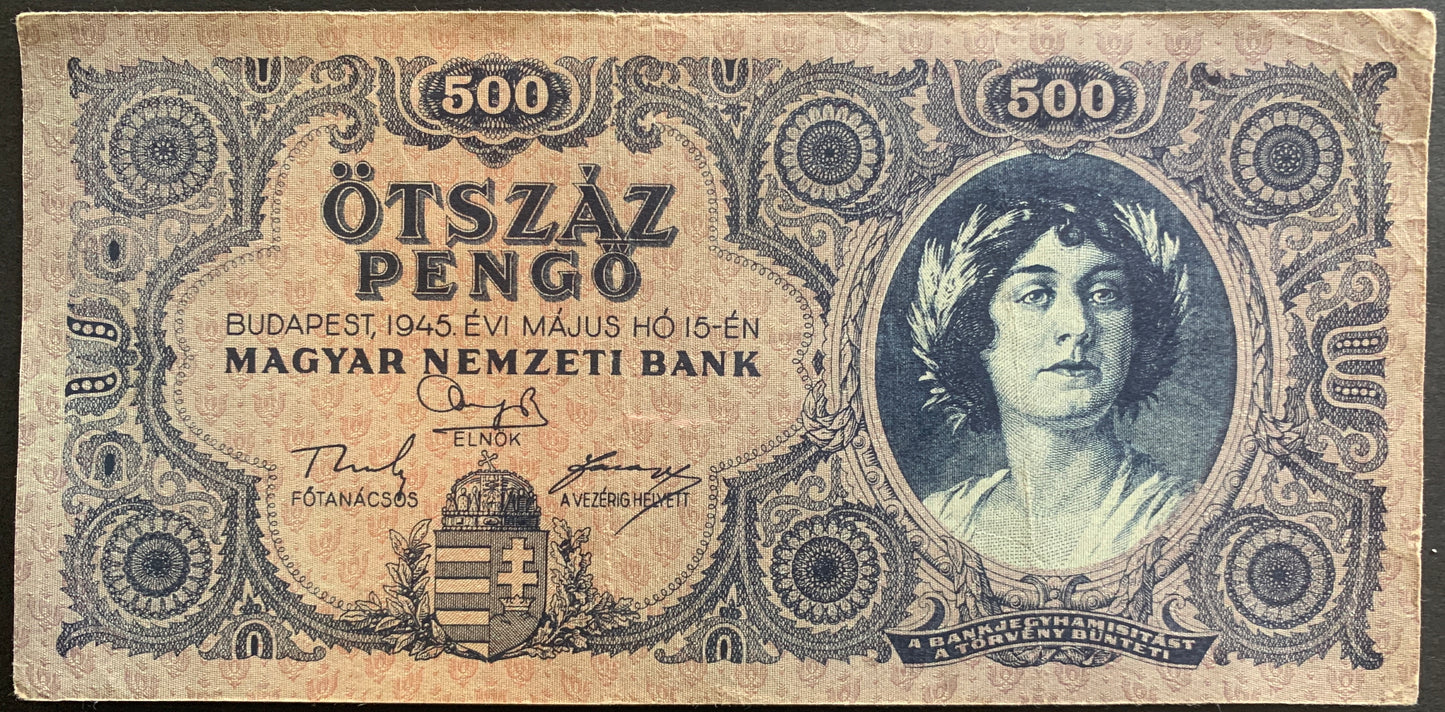 500
500
ÖTSZÁZ
PENGŐ
BUDAPEST, 1945. ÉVI MÁJUS HÓ 15-ÉN
MAGYAR NEMZETI BANK
ELNÖK
FŐTANÁCSOS
A VEZÉRIG HELYETT
A BANKJEGYHAMISITÁST
A TÖRVÉNY BÜNTETI